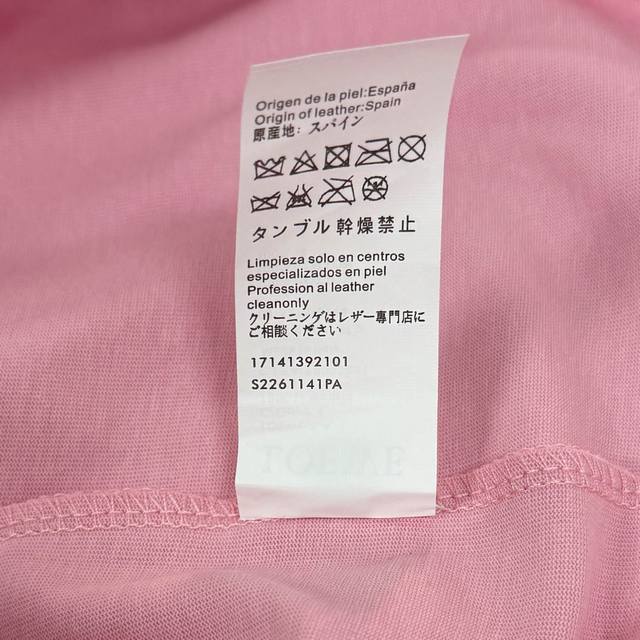 Origen de la piel:España
Origin of leather:Spain
原産地: スパイン
タンブル 幹燥禁止
Limpieza solo en centros
especializados en piel
Profession al leather
cleanonly
クリーニングはレザー専門店に
ご相談ください
17141392101
S2261141PA
LOEWE